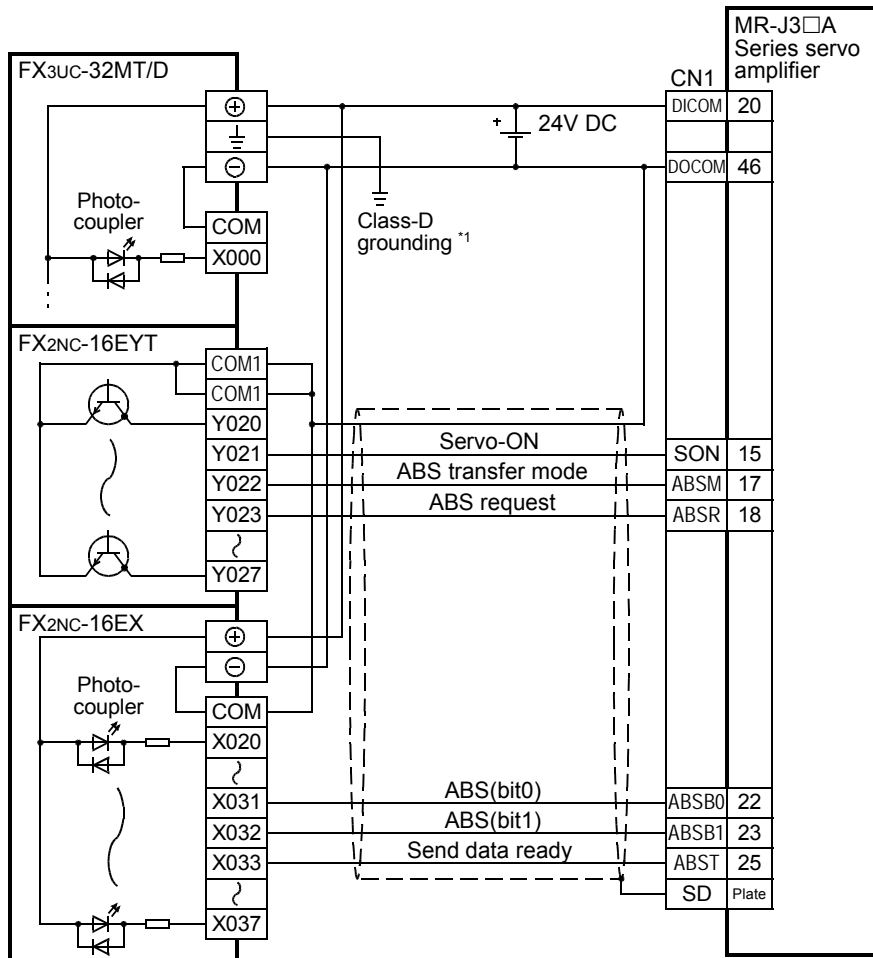 MR-J3□A
Series servo
amplifier
FX3UC-32MT/D
CN1
⊕
DICOM 20
+
24V DC
⊖
DOCOM 46
Photo-
coupler
COM
Class-D
grounding *1
X000
FX2NC-16EYT
COM1
COM1
Y020
Y021 Servo-ON SON 15
Y022 ABS transfer mode ABSM 17
Y023 ABS request ABSR 18
Y027
FX2NC-16EX
⊕
⊖
Photo-
coupler
COM
X020
X031 ABS(bit0) ABSB0 22
X032 ABS(bit1) ABSB1 23
X033 Send data ready ABST 25
SD Plate
X037